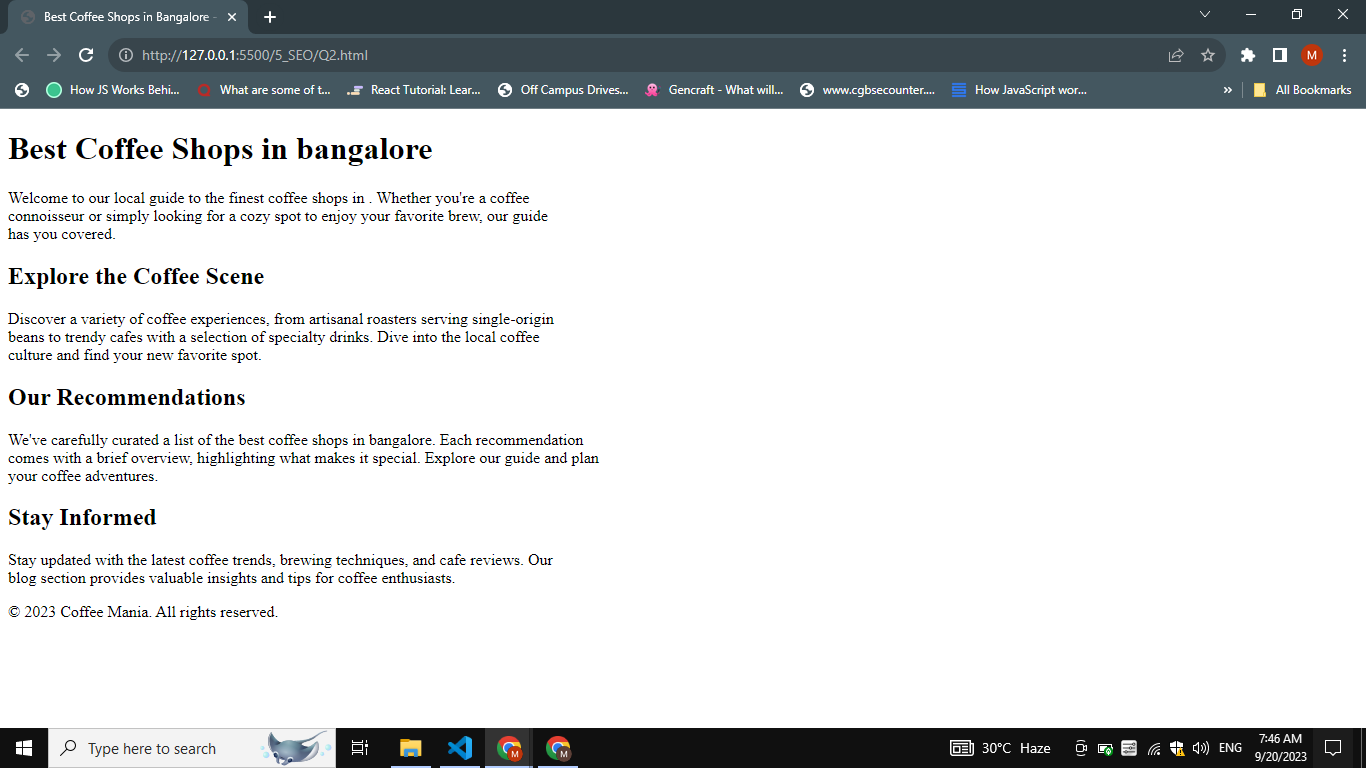 Best Coffee Shops in Bangalore -
http://127.0.0.1:5500/5_SEO/Q2.html
M
How JS Works Behi... What are some of t... React Tutorial: Lear... Off Campus Drives... Gencraft - What will... www.cgbsecounter.... How JavaScript wor... » All Bookmarks
Best Coffee Shops in bangalore
Welcome to our local guide to the finest coffee shops in . Whether you're a coffee
connoisseur or simply looking for a cozy spot to enjoy your favorite brew, our guide
has you covered.
Explore the Coffee Scene
Discover a variety of coffee experiences, from artisanal roasters serving single-origin
beans to trendy cafes with a selection of specialty drinks. Dive into the local coffee
culture and find your new favorite spot.
Our Recommendations
We've carefully curated a list of the best coffee shops in bangalore. Each recommendation
comes with a brief overview, highlighting what makes it special. Explore our guide and plan
your coffee adventures.
Stay Informed
Stay updated with the latest coffee trends, brewing techniques, and cafe reviews. Our
blog section provides valuable insights and tips for coffee enthusiasts.
© 2023 Coffee Mania. All rights reserved.
Type here to search
M
M
30°C Haze
ENG
7:46 AM
9/20/2023